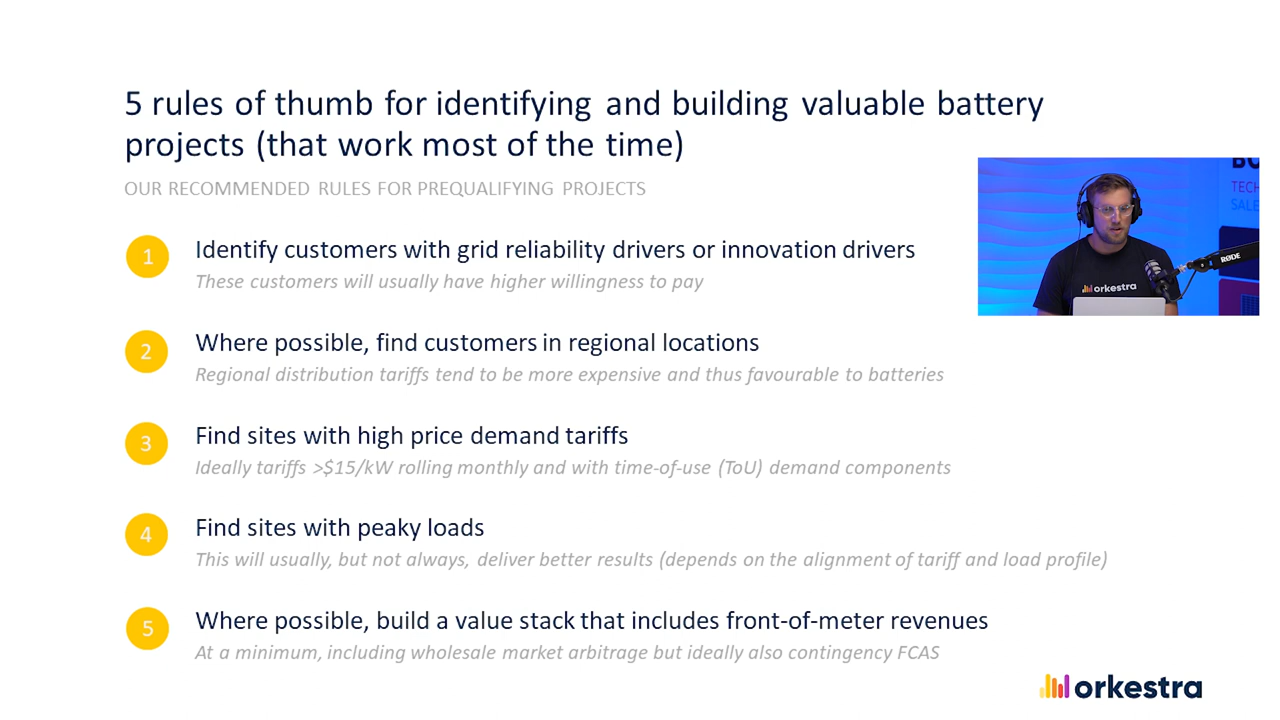 5 rules of thumb for identifying and building valuable battery
projects (that work most of the time)
OUR RECOMMENDED RULES FOR PREQUALIFYING PROJECTS
1
Identify customers with grid reliability drivers or innovation drivers
These customers will usually have higher willingness to pay
2
Where possible, find customers in regional locations
Regional distribution tariffs tend to be more expensive and thus favourable to batteries
3
Find sites with high price demand tariffs
Ideally tariffs >$15/kW rolling monthly and with time-of-use (ToU) demand components
4
Find sites with peaky loads
This will usually, but not always, deliver better results (depends on the alignment of tariff and load profile)
5
Where possible, build a value stack that includes front-of-meter revenues
At a minimum, including wholesale market arbitrage but ideally also contingency FCAS
TECH
SALE
RØDE
orkestra
orkestra